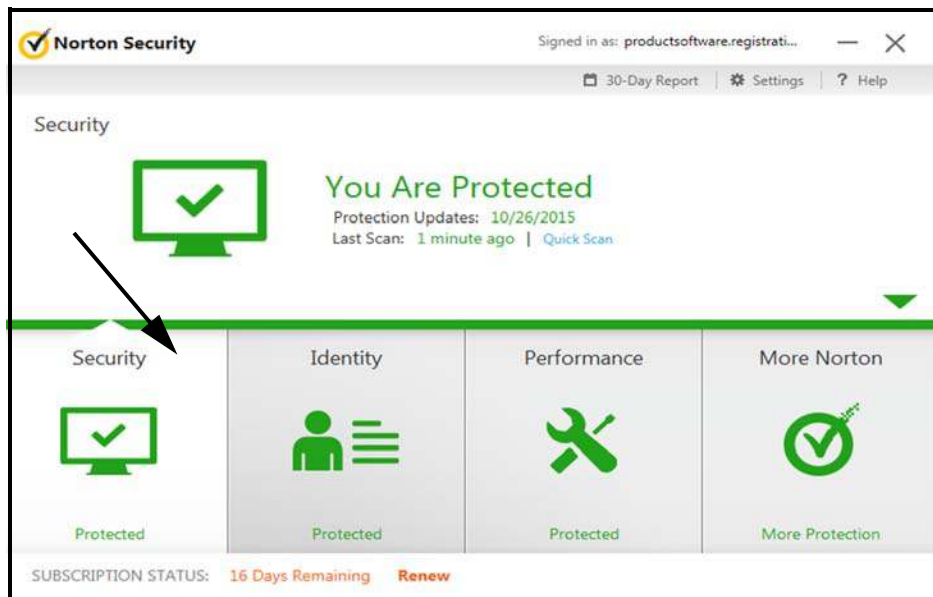 Norton Security
Signed in as: productsoftware.registrati...
30-Day Report Settings ? Help
Security
You Are Protected
Protection Updates: 10/26/2015
Last Scan: 1 minute ago | Quick Scan
Security Identity Performance More Norton
Protected Protected Protected More Protection
SUBSCRIPTION STATUS: 16 Days Remaining Renew